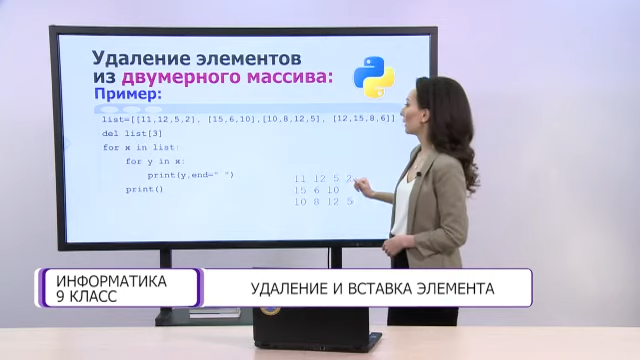 Удаление элементов
из двумерного массива:
Пример:
list=[[11,12,5,2], [15,6,10],[10,8,12,5], [12,15,8,6]]
del list[3]
for x in list:
for y in x:
print(y,end=" ")
print()
11 12 5 2
15 6 10
10 8 12 5
ИНФОРМАТИКА
9 КЛАСС
УДАЛЕНИЕ И ВСТАВКА ЭЛЕМЕНТА